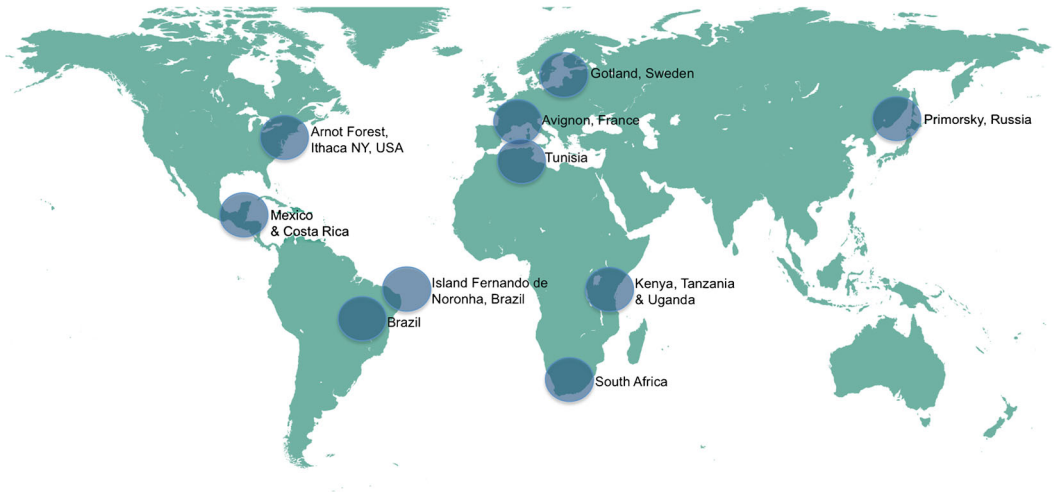 Gotland, Sweden
Avignon, France
Primorsky, Russia
Arnot Forest,
Ithaca NY, USA
Tunisia
Mexico
& Costa Rica
Island Fernando de
Noronha, Brazil
Kenya, Tanzania
& Uganda
Brazil
South Africa